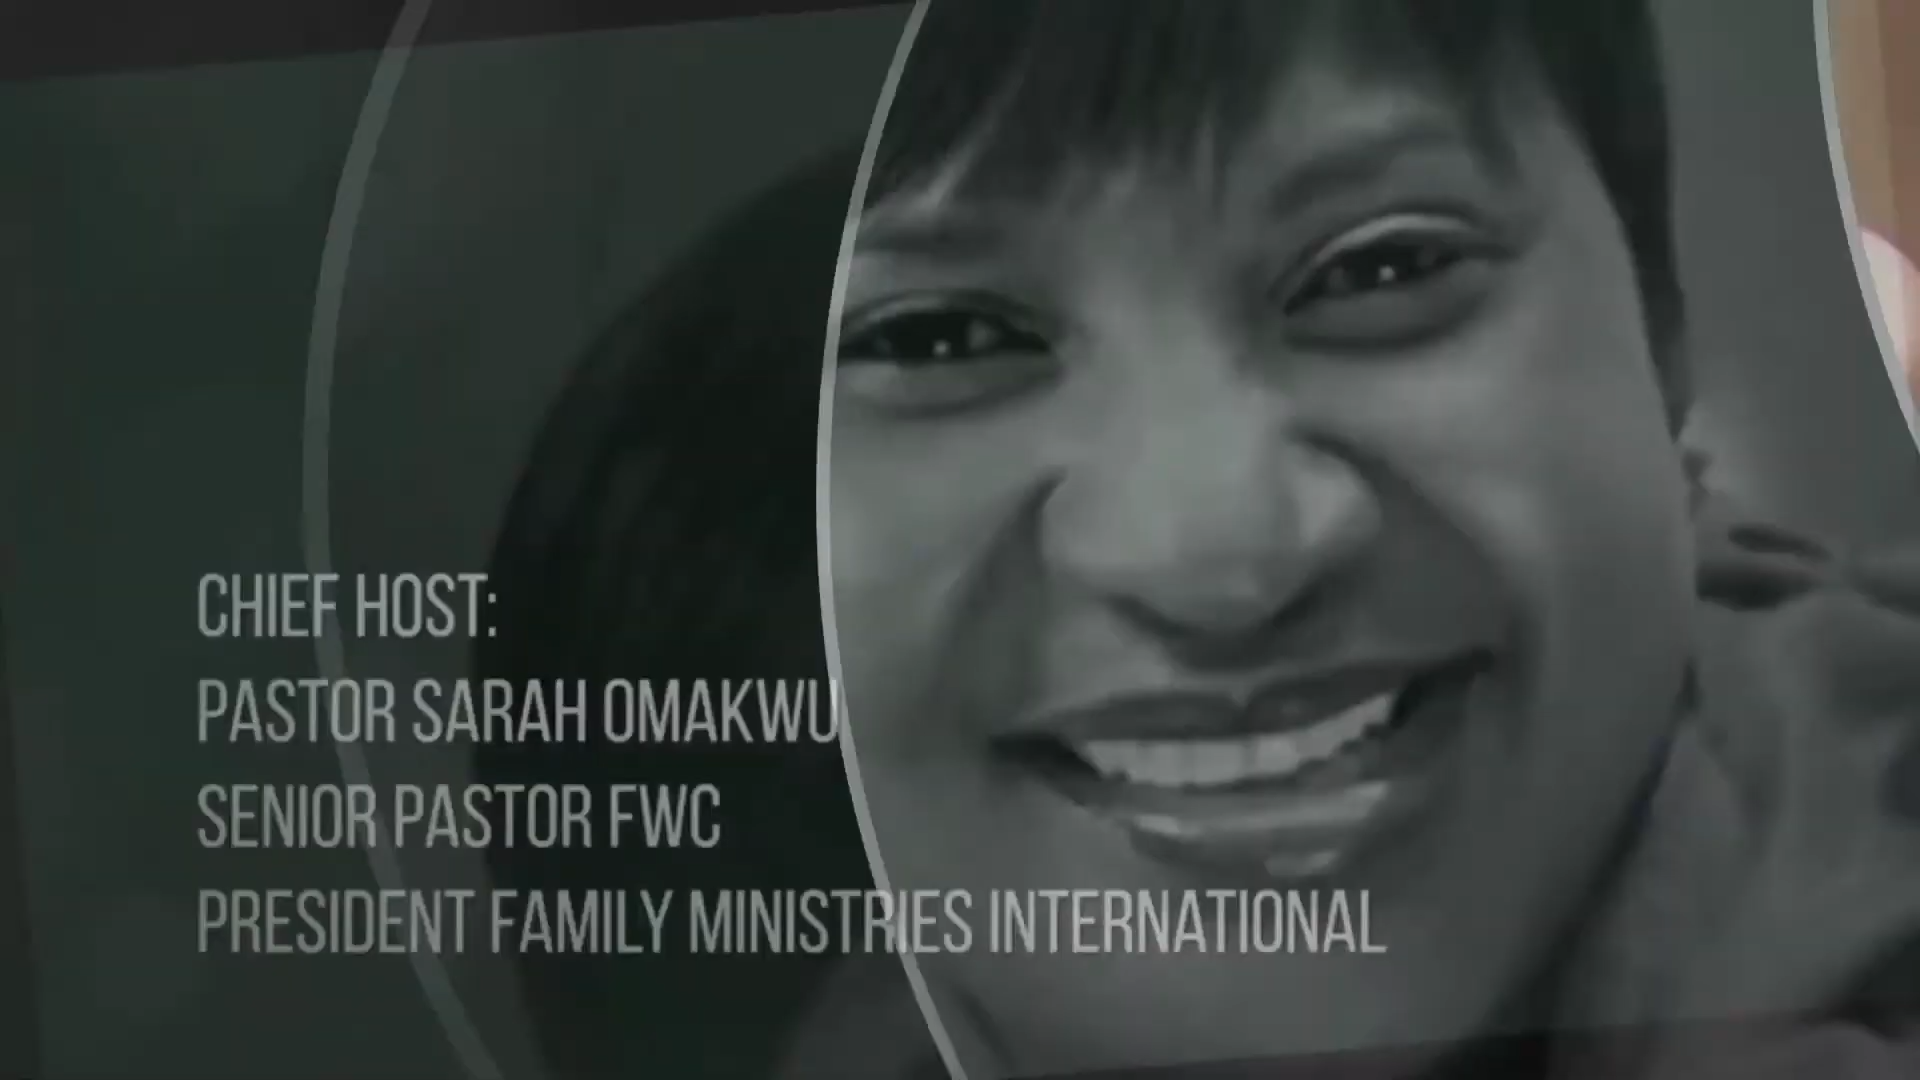 CHIEF HOST:
PASTOR SARAH OMAKWU
SENIOR PASTOR FWC
PRESIDENT FAMILY MINISTRIES INTERNATIONAL